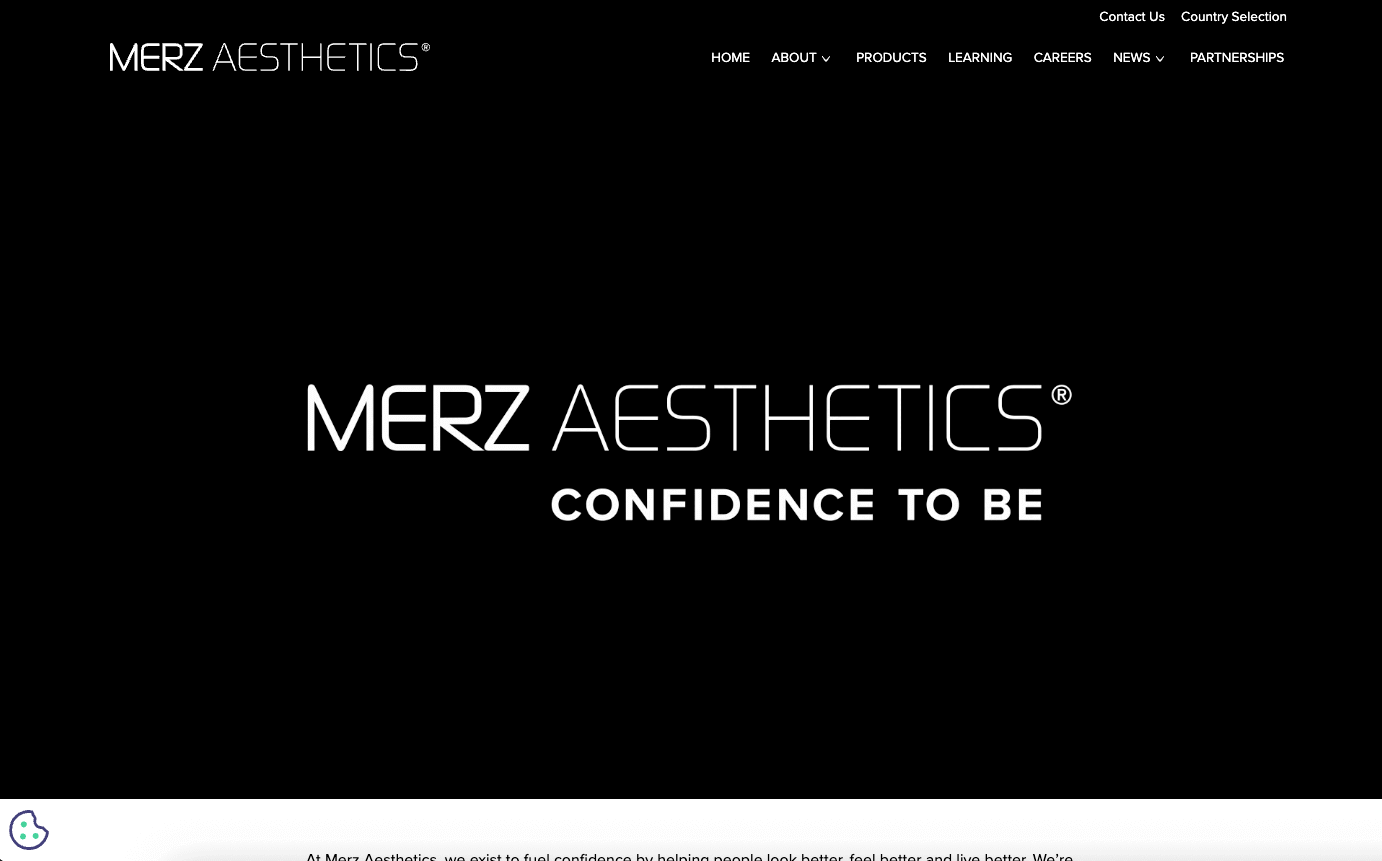 Contact Us Country Selection
MERZ AESTHETICS®
HOME ABOUT PRODUCTS LEARNING CAREERS NEWS PARTNERSHIPS
MERZ AESTHETICS®
CONFIDENCE TO BE
At Merz Aesthetics, we exist to fuel confidence by helping people look better, feel better and live better. We're